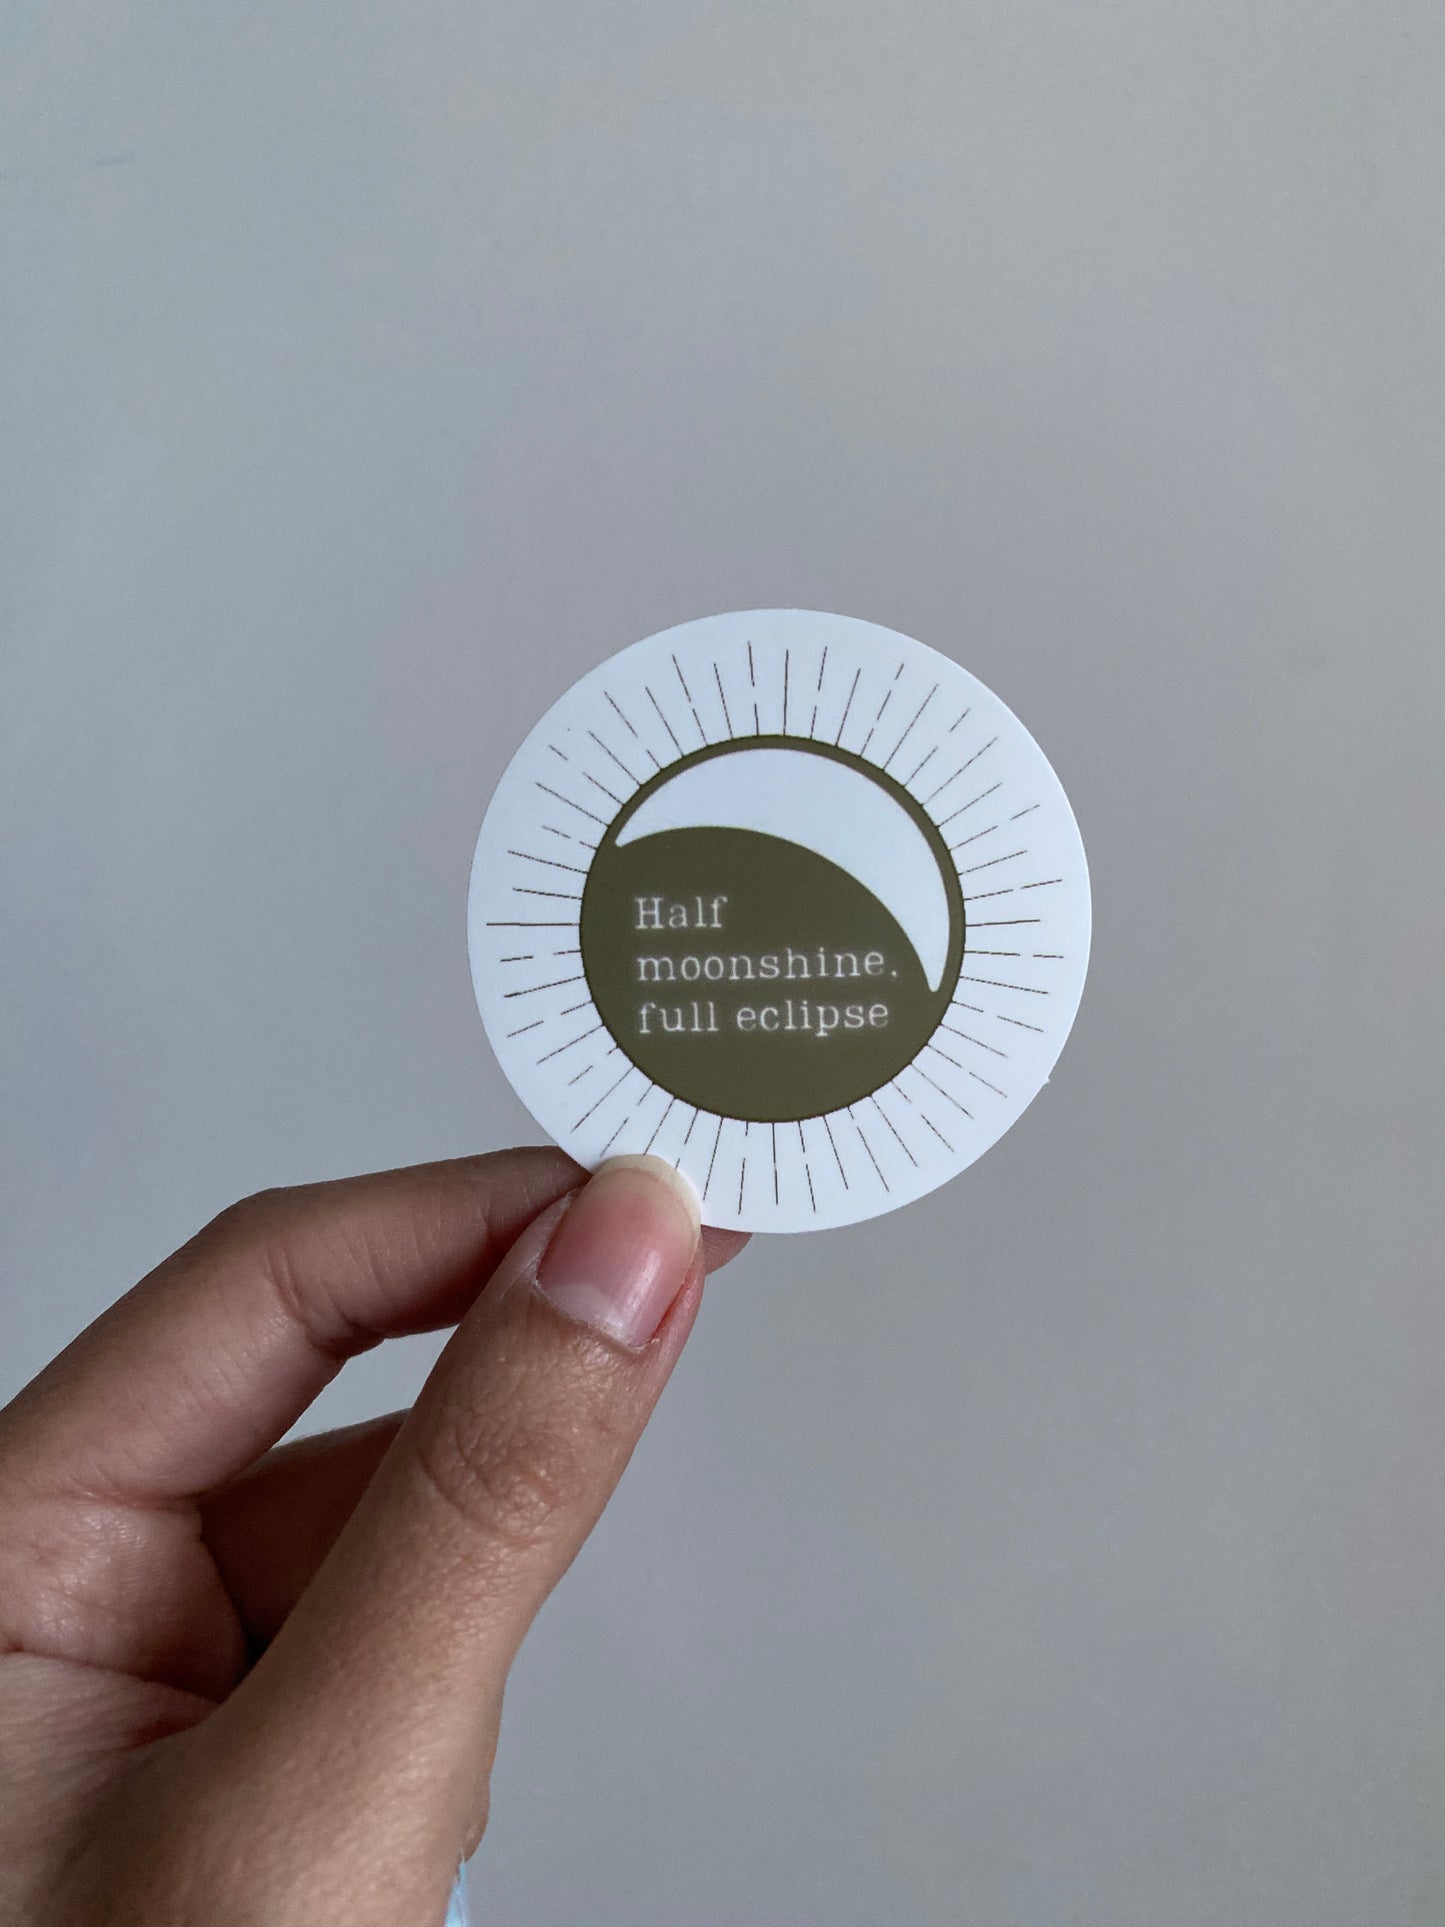 Half
moonshine,
full eclipse